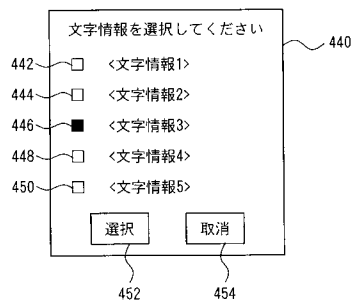 文字情報を選択してください
440
442 <文字情報1>
444 <文字情報2>
446 <文字情報3>
448 <文字情報4>
450 <文字情報5>
選択 取消
452 454